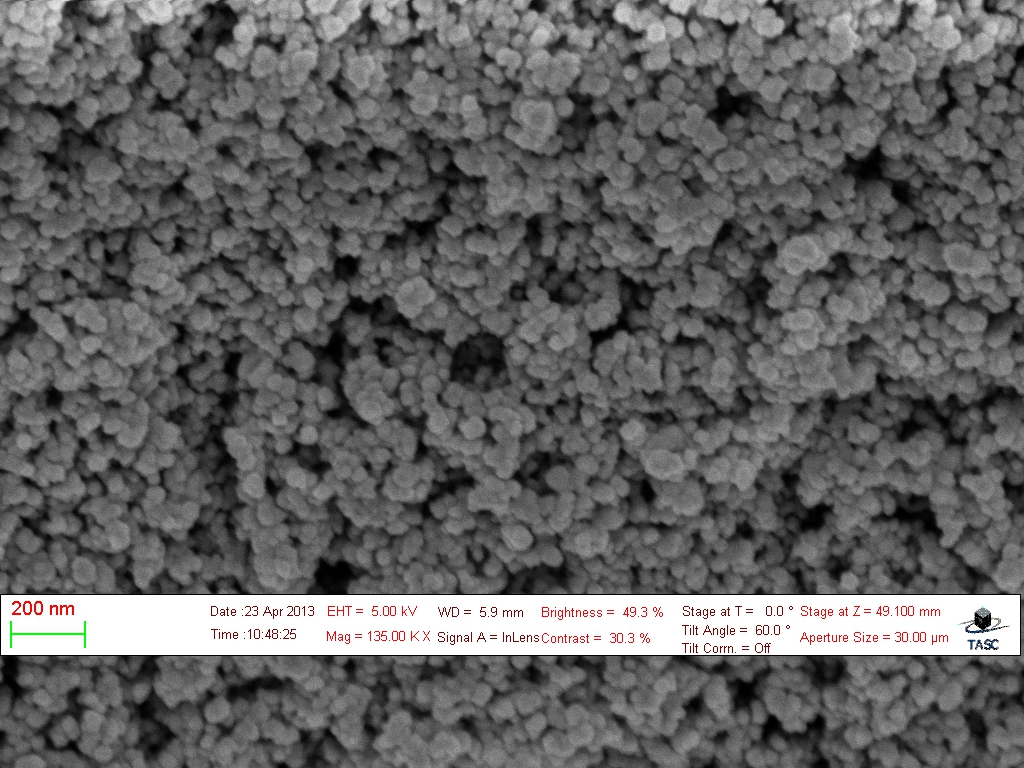 200 nm
Date :23 Apr 2013 EHT = 5.00 kV WD = 5.9 mm Brightness = 49.3 % Stage at T = 0.0 ° Stage at Z = 49.100 mm
Time :10:48:25 Mag = 135.00 K X Signal A = InLens Contrast = 30.3 % Tilt Angle = 60.0 ° Aperture Size = 30.00 µm
Tilt Corrn. = Off
TASC